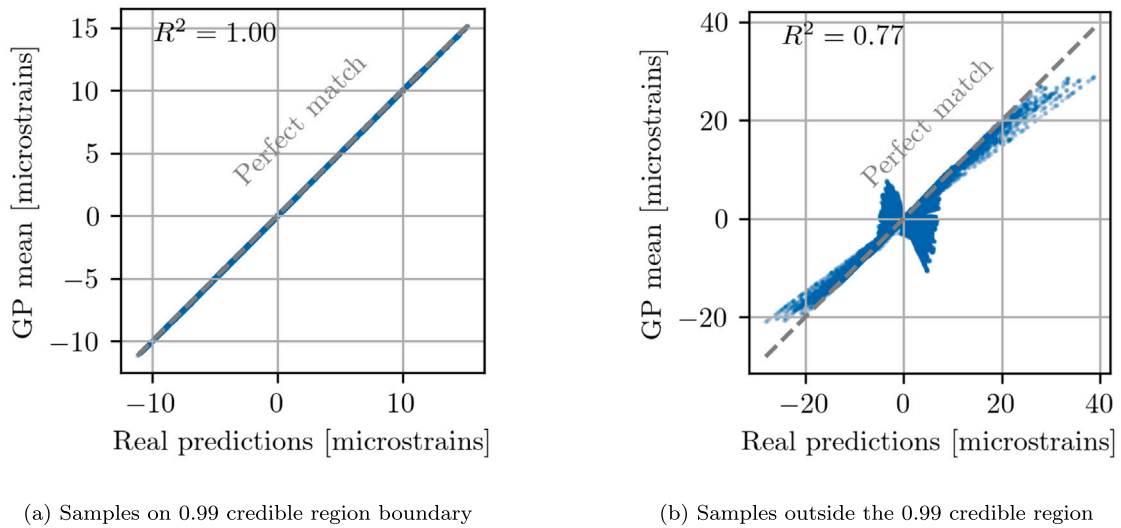 R² = 1.00
Perfect match
15
10
5
0
−5
−10
GP mean [microstrains]
−10 0 10
Real predictions [microstrains]
(a) Samples on 0.99 credible region boundary
R² = 0.77
Perfect match
40
20
0
−20
GP mean [microstrains]
−20 0 20 40
Real predictions [microstrains]
(b) Samples outside the 0.99 credible region